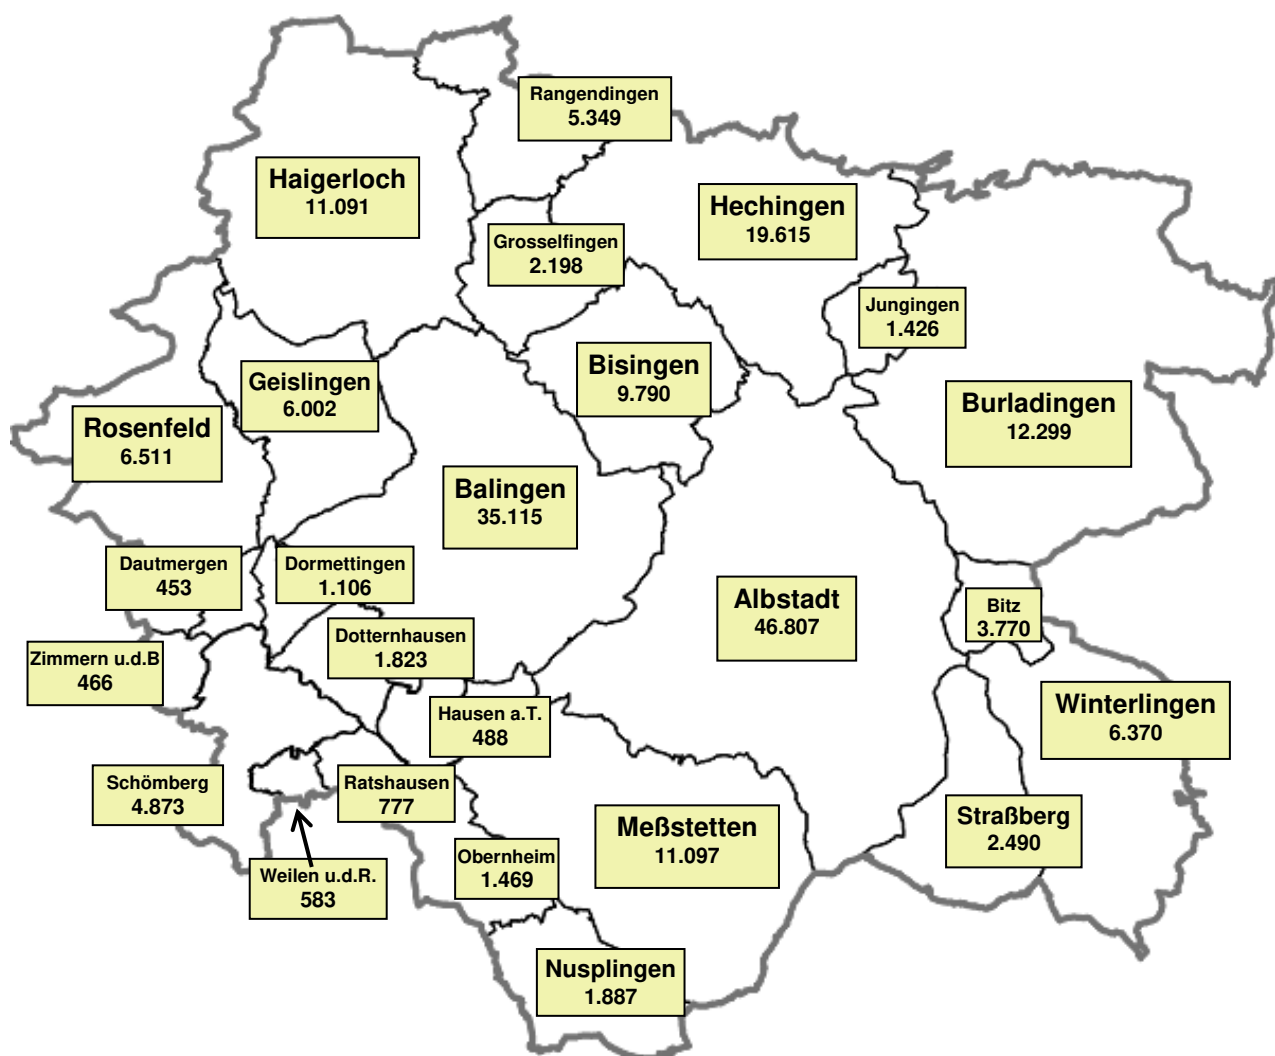 Rangendingen
5.349
Haigerloch
11.091
Hechingen
19.615
Grosselfingen
2.198
Jungingen
1.426
Bisingen
9.790
Geislingen
6.002
Burladingen
12.299
Rosenfeld
6.511
Balingen
35.115
Dautmergen
453
Dormettingen
1.106
Albstadt
46.807
Bitz
3.770
Dotternhausen
1.823
Zimmern u.d.B
466
Winterlingen
6.370
Hausen a.T.
488
Schömberg
4.873
Ratshausen
777
Meßstetten
11.097
Straßberg
2.490
Obernheim
1.469
Weilen u.d.R.
583
Nusplingen
1.887